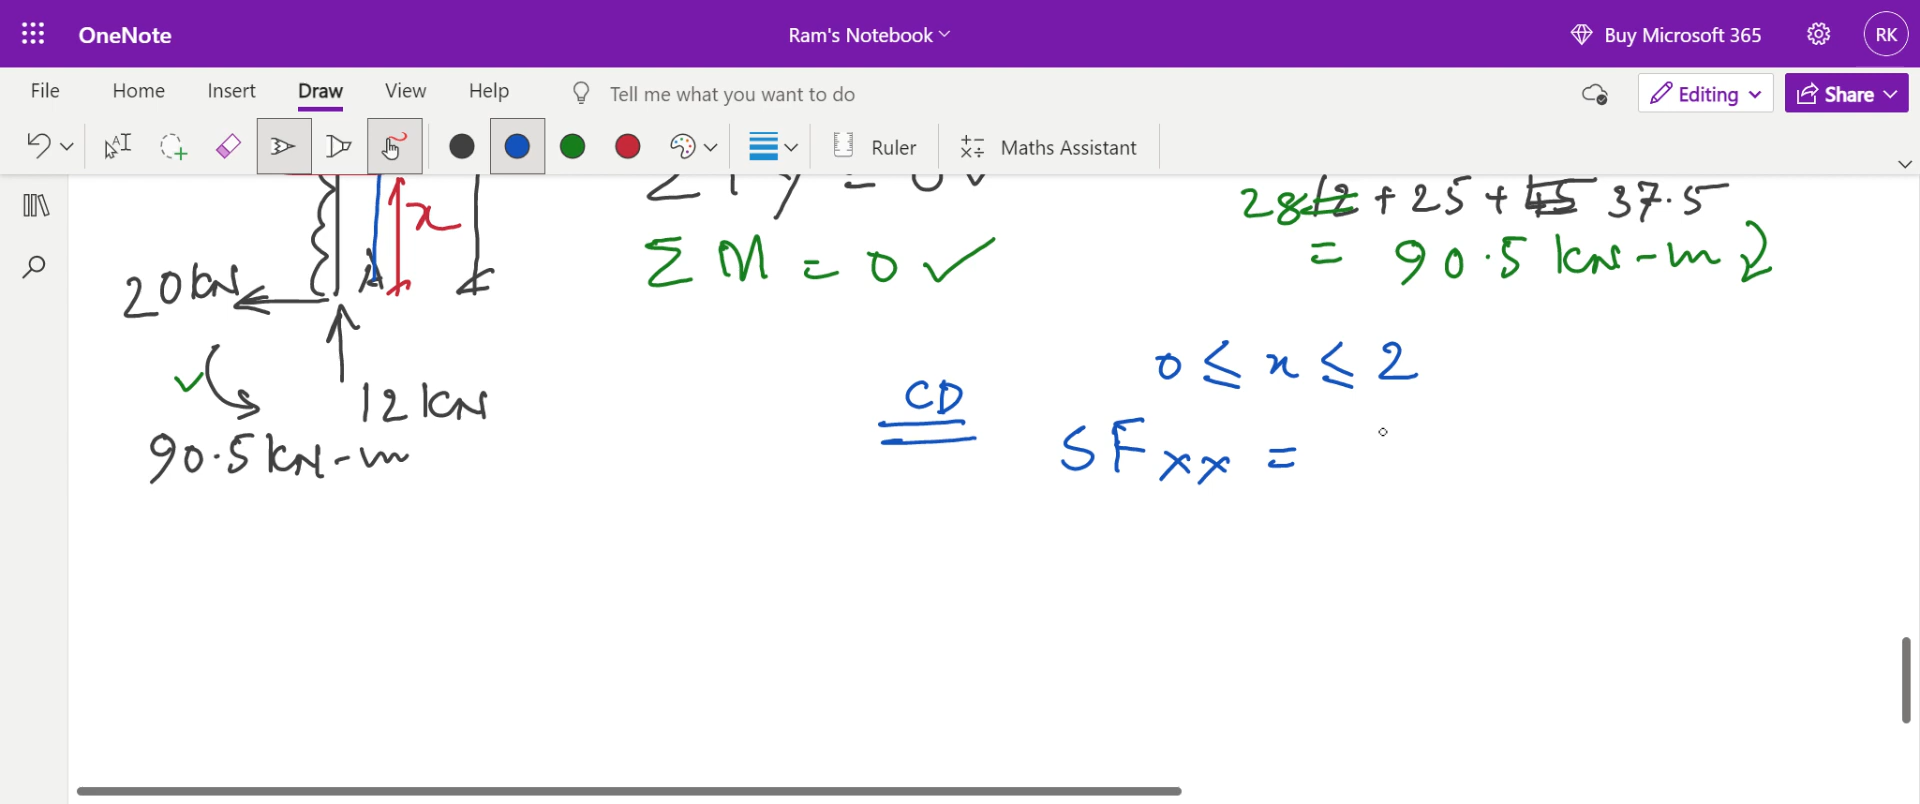 OneNote
Ram's Notebook
Buy Microsoft 365
RK
File Home Insert Draw View Help Tell me what you want to do
Editing
Share
Ruler
Maths Assistant
x
ΣM = 0 ✓
28 + 25 + 37.5
= 90.5 kN-m
20 kN
A
12 kN
90.5 kN-m
CD
0 ≤ x ≤ 2
SFxx =